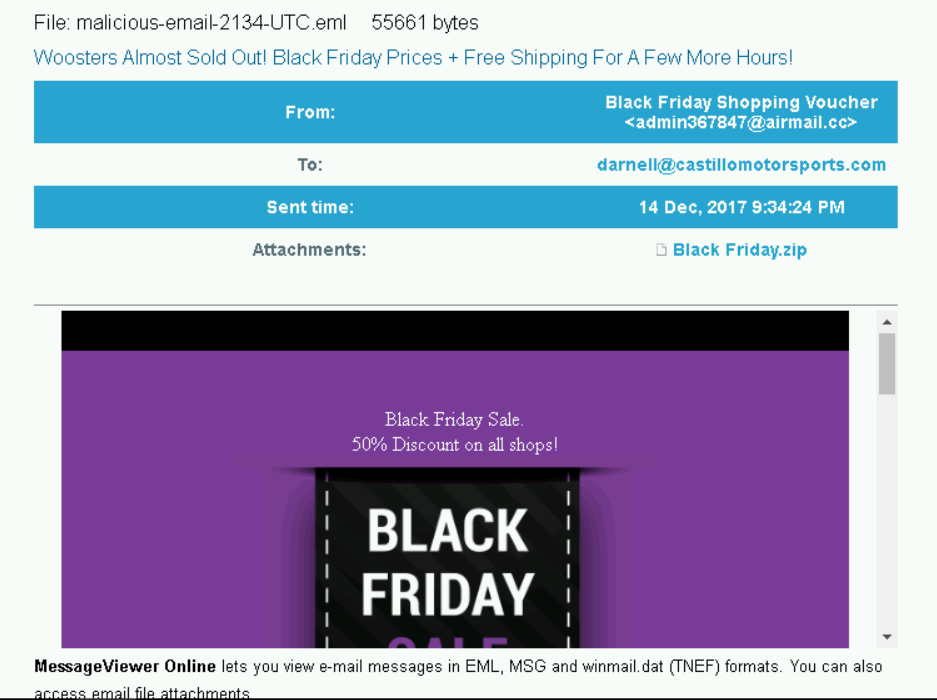 File: malicious-email-2134-UTC.eml 55661 bytes
Woosters Almost Sold Out! Black Friday Prices + Free Shipping For A Few More Hours!
From:
Black Friday Shopping Voucher
<admin367847@airmail.cc>
To:
darnell@castillomotorsports.com
Sent time:
14 Dec, 2017 9:34:24 PM
Attachments:
Black Friday.zip
Black Friday Sale.
50% Discount on all shops!
BLACK
FRIDAY
SALE
MessageViewer Online lets you view e-mail messages in EML, MSG and winmail.dat (TNEF) formats. You can also
access email file attachments